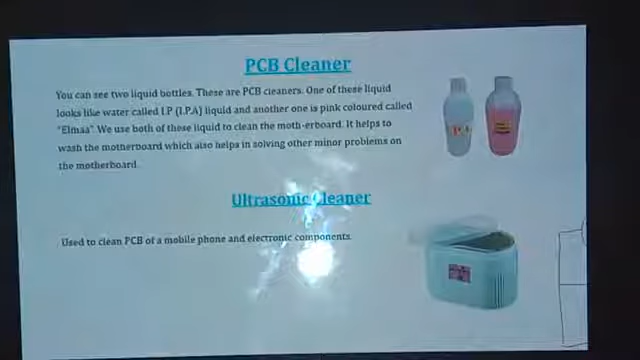 PCB Cleaner
You can see two liquid bottles. These are PCB cleaners. One of these liquid
looks like water called I.P (I.P.A) liquid and another one is pink coloured called
"Elmaa". We use both of these liquid to clean the moth-erboard. It helps to
wash the motherboard which also helps in solving other minor problems on
the motherboard.
Ultrasonic Cleaner
Used to clean PCB of a mobile phone and electronic components.